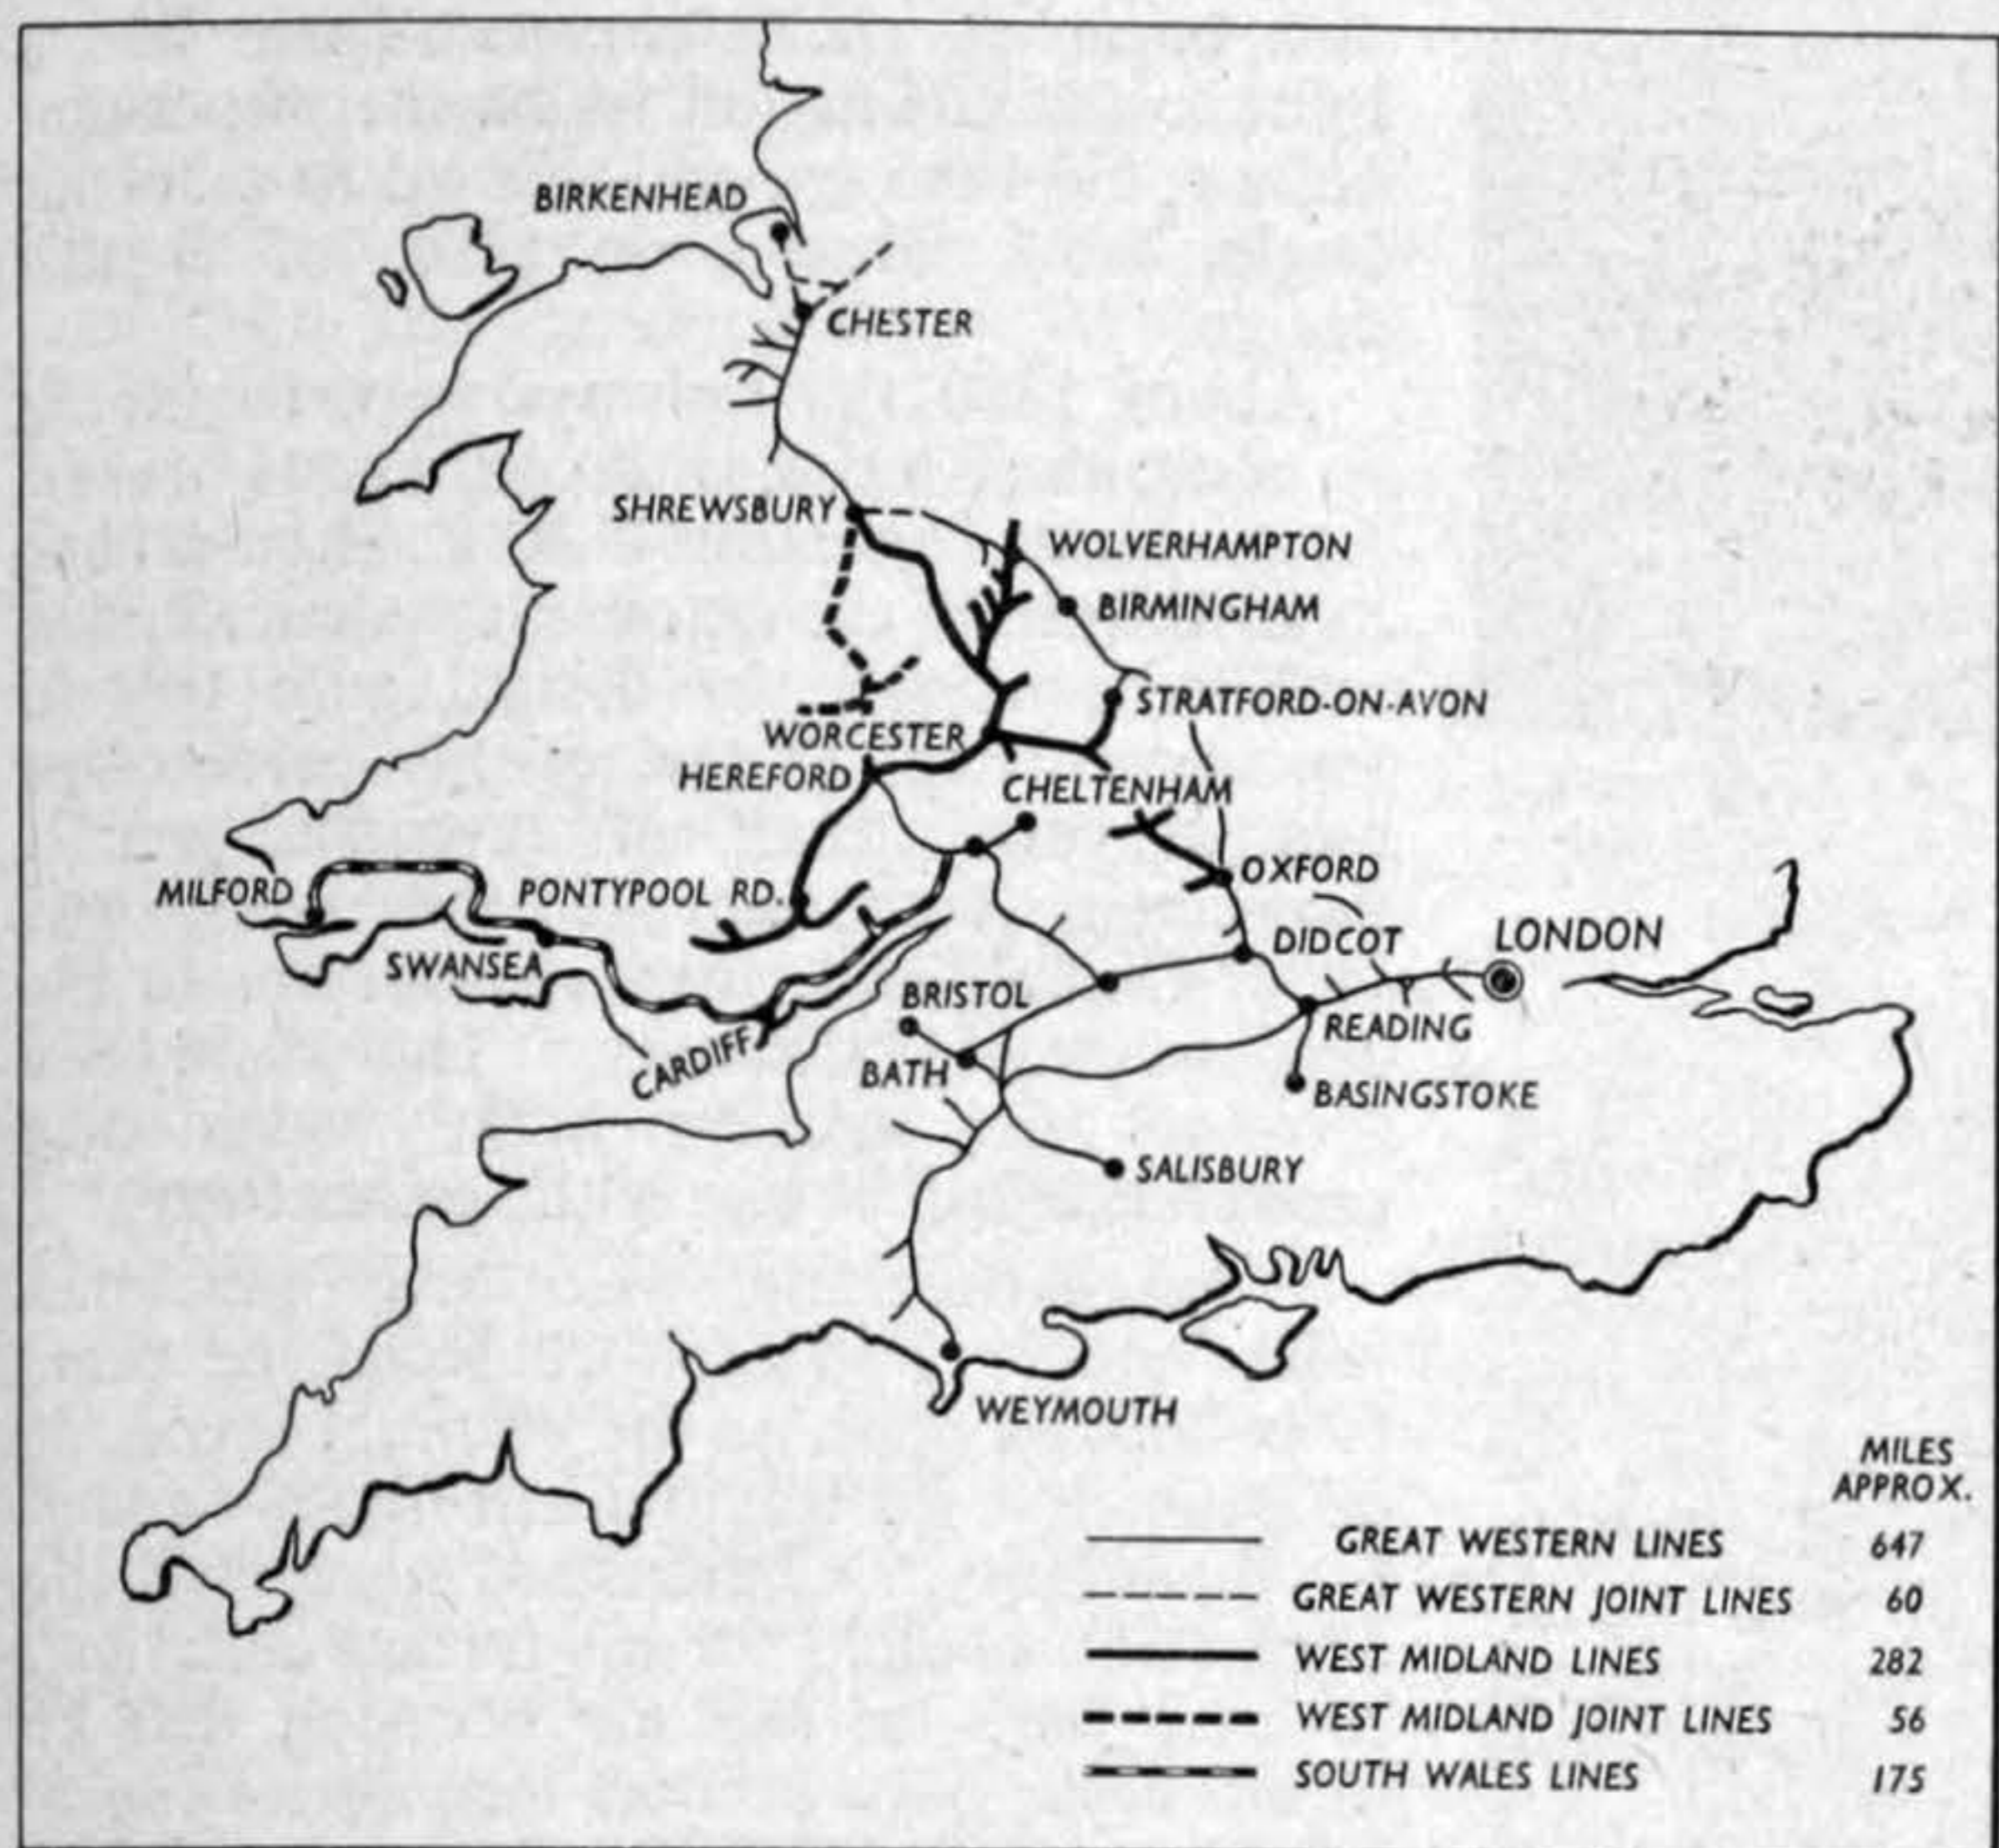 BIRKENHEAD
CHESTER
SHREWSBURY
WOLVERHAMPTON
BIRMINGHAM
STRATFORD-ON-AVON
WORCESTER
HEREFORD
CHELTENHAM
OXFORD
MILFORD
PONTYPOOL RD.
LONDON
DIDCOT
SWANSEA
BRISTOL
READING
CARDIFF
BATH
BASINGSTOKE
SALISBURY
WEYMOUTH
MILES
APPROX.
GREAT WESTERN LINES 647
GREAT WESTERN JOINT LINES 60
WEST MIDLAND LINES 282
WEST MIDLAND JOINT LINES 56
SOUTH WALES LINES 175